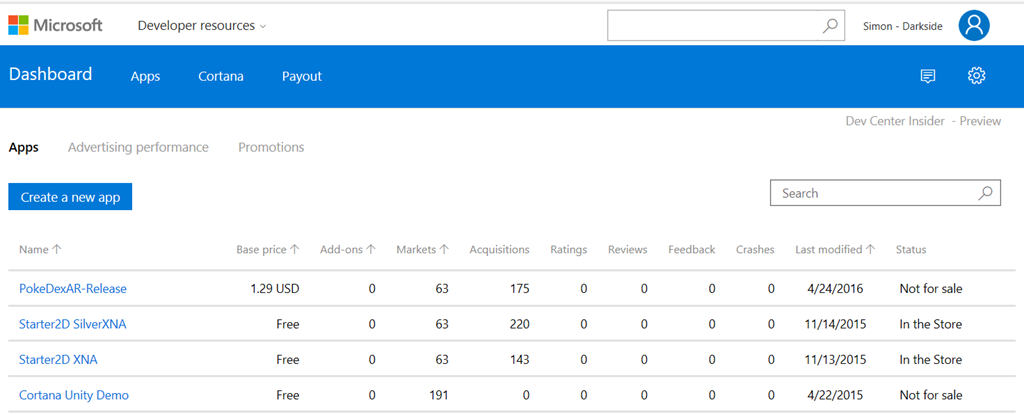 Microsoft Developer resources Simon - Darkside
Dashboard Apps Cortana Payout
Dev Center Insider - Preview
Apps Advertising performance Promotions
Create a new app Search
Name Base price Add-ons Markets Acquisitions Ratings Reviews Feedback Crashes Last modified Status
PokeDexAR-Release 1.29 USD 0 63 175 0 0 0 0 4/24/2016 Not for sale
Starter2D SilverXNA Free 0 63 220 0 0 0 0 11/14/2015 In the Store
Starter2D XNA Free 0 63 143 0 0 0 0 11/13/2015 In the Store
Cortana Unity Demo Free 0 191 0 0 0 0 0 4/22/2015 Not for sale